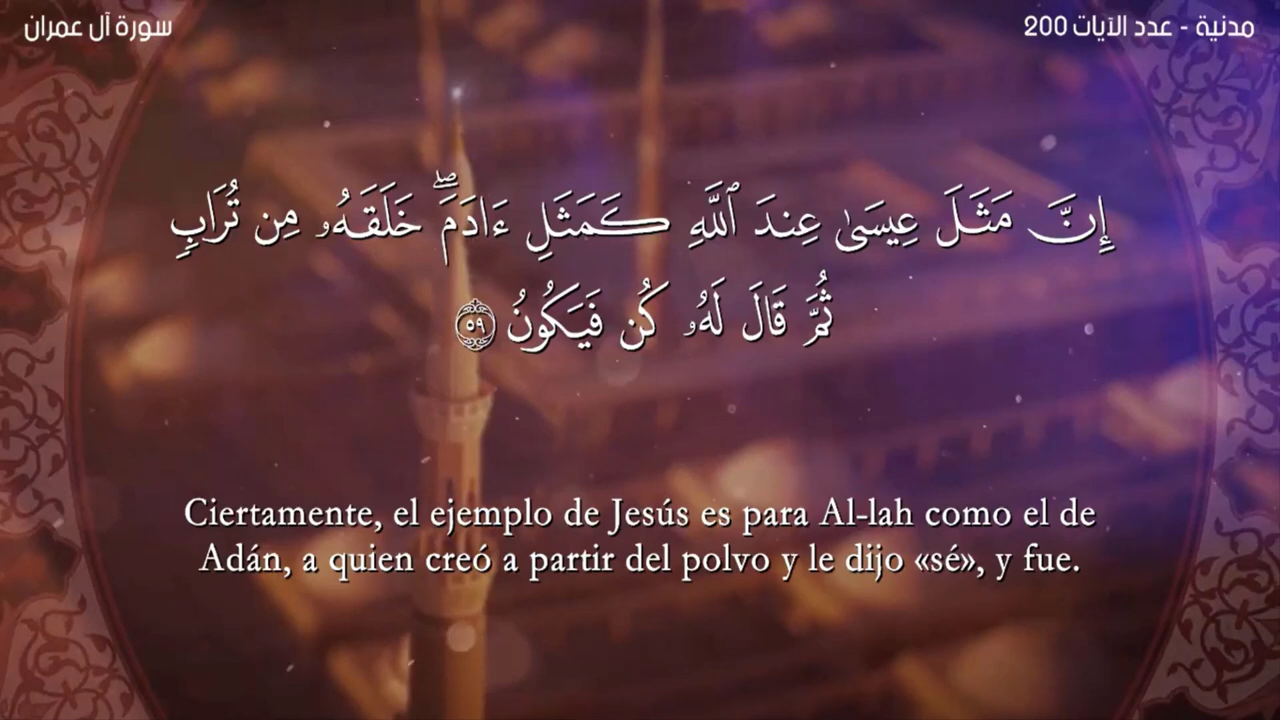 سورة آل عمران
مدنية - عدد الآيات 200
إِنَّ مَثَلَ عِيسَىٰ عِندَ ٱللَّهِ كَمَثَلِ ءَادَمَۖ خَلَقَهُۥ مِن تُرَابٖ
ثُمَّ قَالَ لَهُۥ كُن فَيَكُونُ ٥٩
Ciertamente, el ejemplo de Jesús es para Al-lah como el de
Adán, a quien creó a partir del polvo y le dijo «sé», y fue.